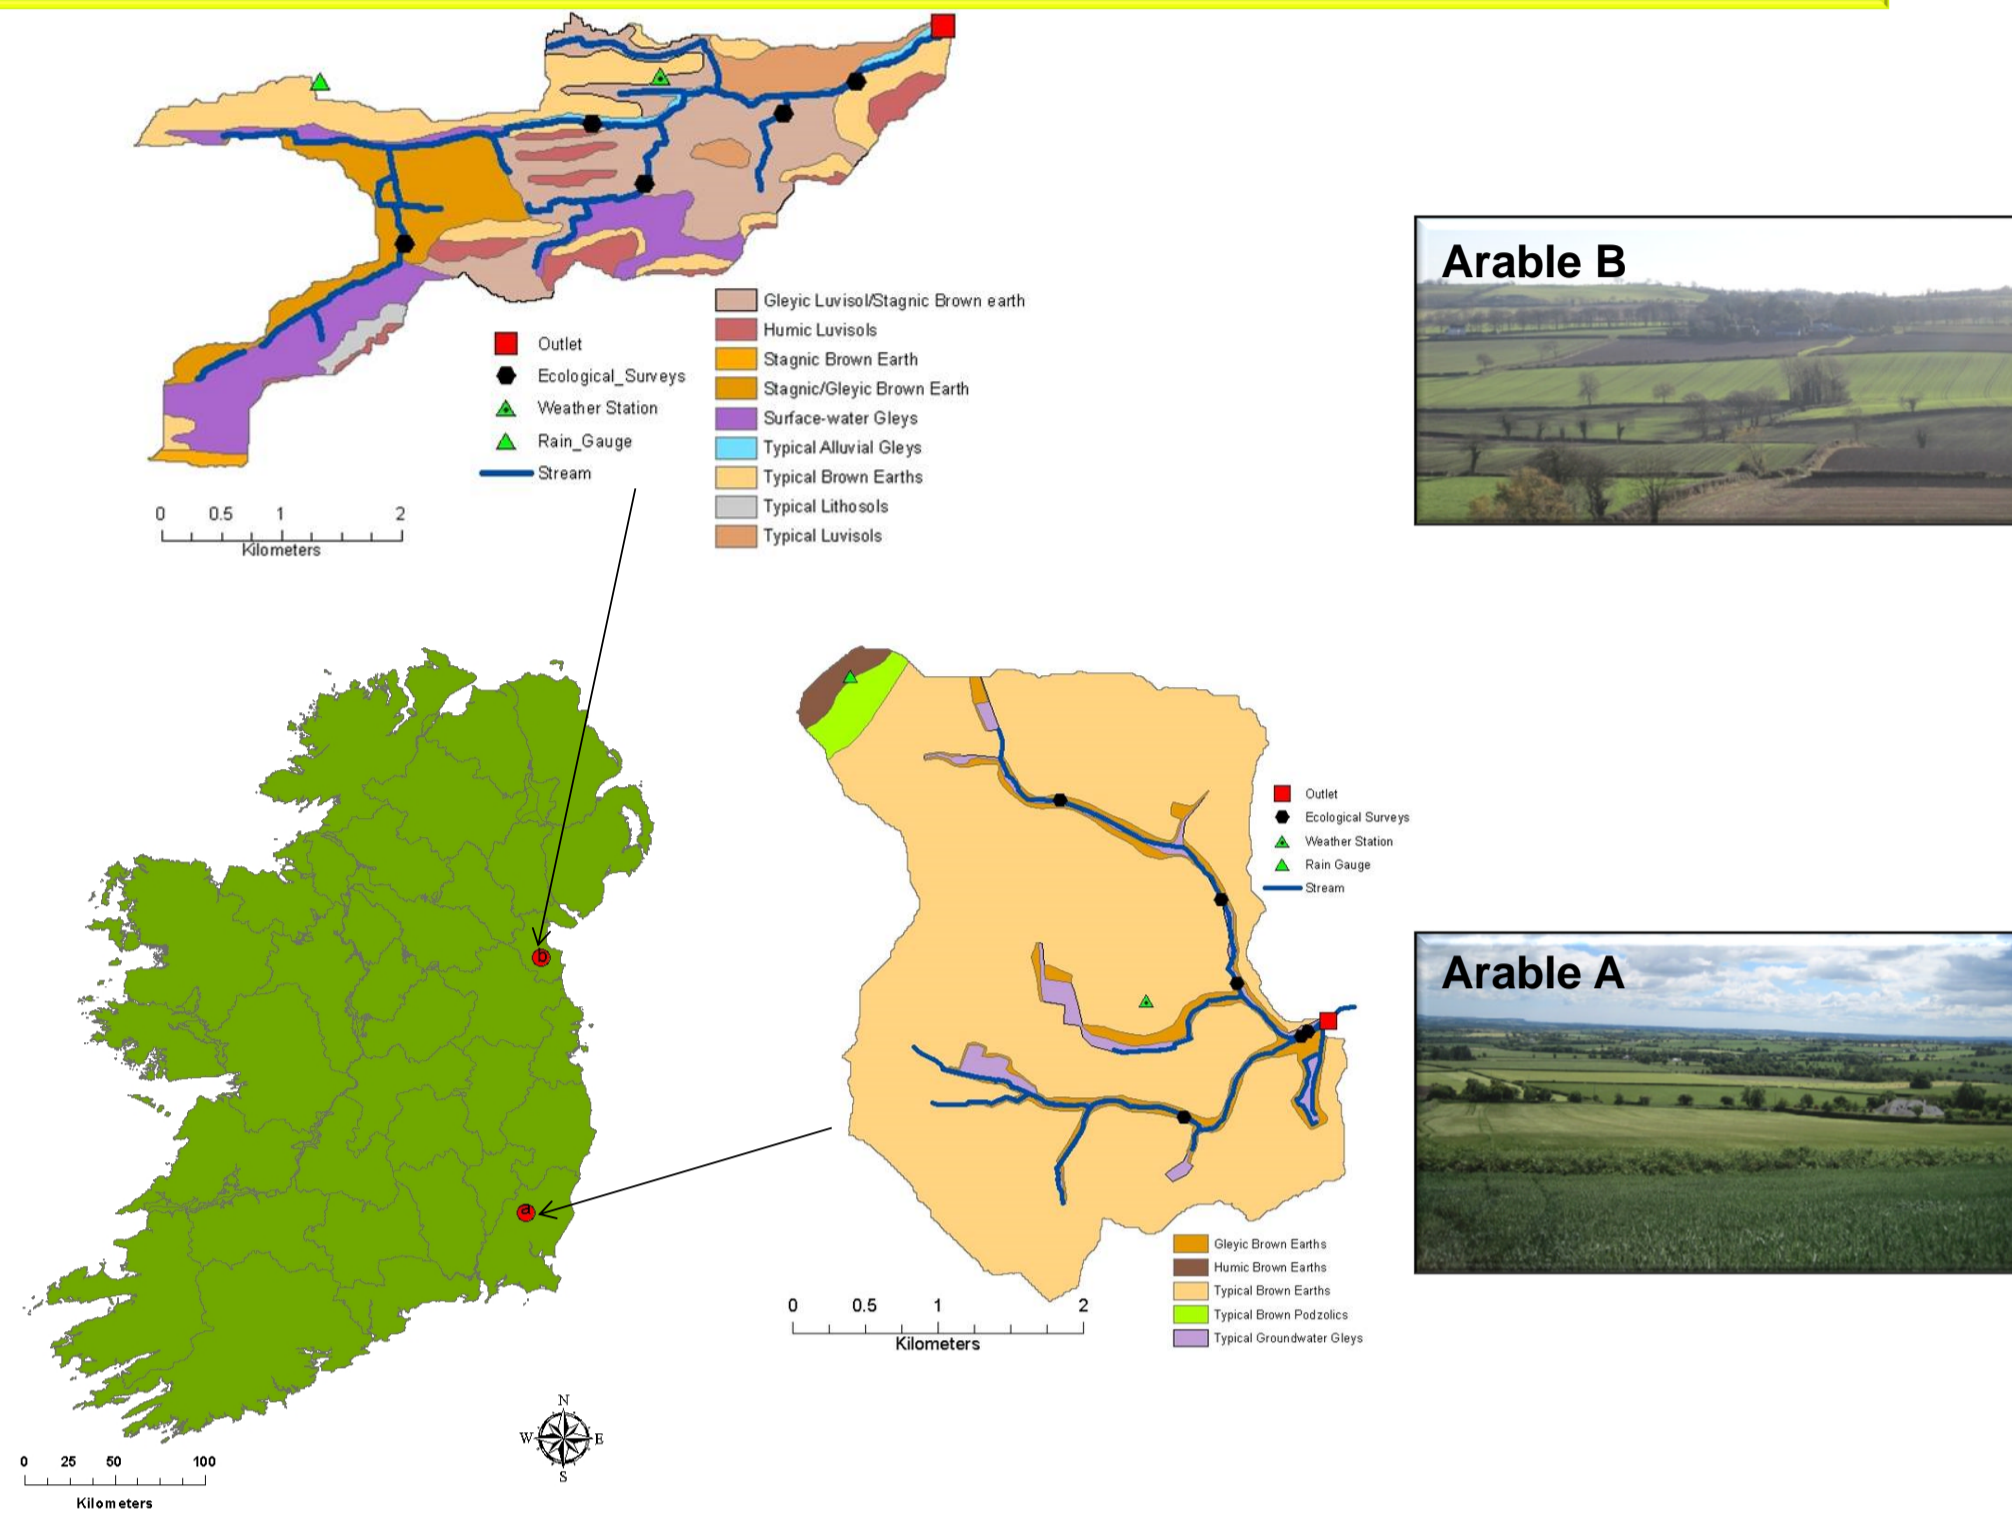 Outlet
Ecological_Surveys
Weather Station
Rain_Gauge
Stream
Gleyic Luvisol/Stagnic Brown earth
Humic Luvisols
Stagnic Brown Earth
Stagnic/Gleyic Brown Earth
Surface-water Gleys
Typical Alluvial Gleys
Typical Brown Earths
Typical Lithosols
Typical Luvisols
0 0.5 1 2
Kilometers
Arable B
b
a
Outlet
Ecological Surveys
Weather Station
Rain Gauge
Stream
Arable A
Gleyic Brown Earths
Humic Brown Earths
Typical Brown Earths
Typical Brown Podzolics
Typical Groundwater Gleys
0 0.5 1 2
Kilometers
N
W E
S
0 25 50 100
Kilometers